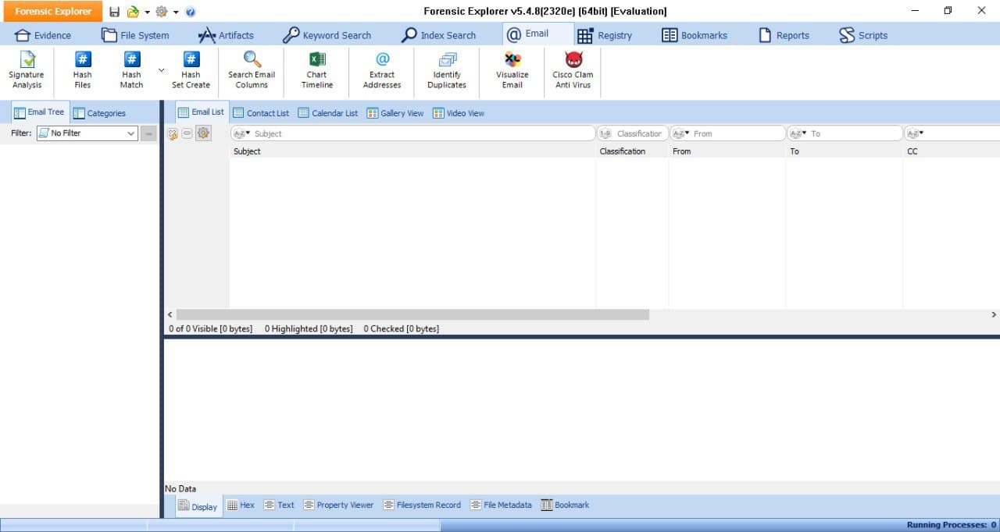 Forensic Explorer
Forensic Explorer v5.4.8(2320e) (64bit) [Evaluation]
Evidence File System Artifacts Keyword Search Index Search Email Registry Bookmarks Reports Scripts
Signature Analysis
Hash Files
Hash Match
Hash Set Create
Search Email Columns
Chart Timeline
Extract Addresses
Identify Duplicates
Visualize Email
Cisco Clam Anti Virus
Email Tree Categories
Email List Contact List Calendar List Gallery View Video View
Filter: No Filter
Subject Classification From To
Subject Classification From To CC
0 of 0 Visible [0 bytes] 0 Highlighted [0 bytes] 0 Checked [0 bytes]
No Data
Display Hex Text Property Viewer Filesystem Record File Metadata Bookmark
Running Processes: 0